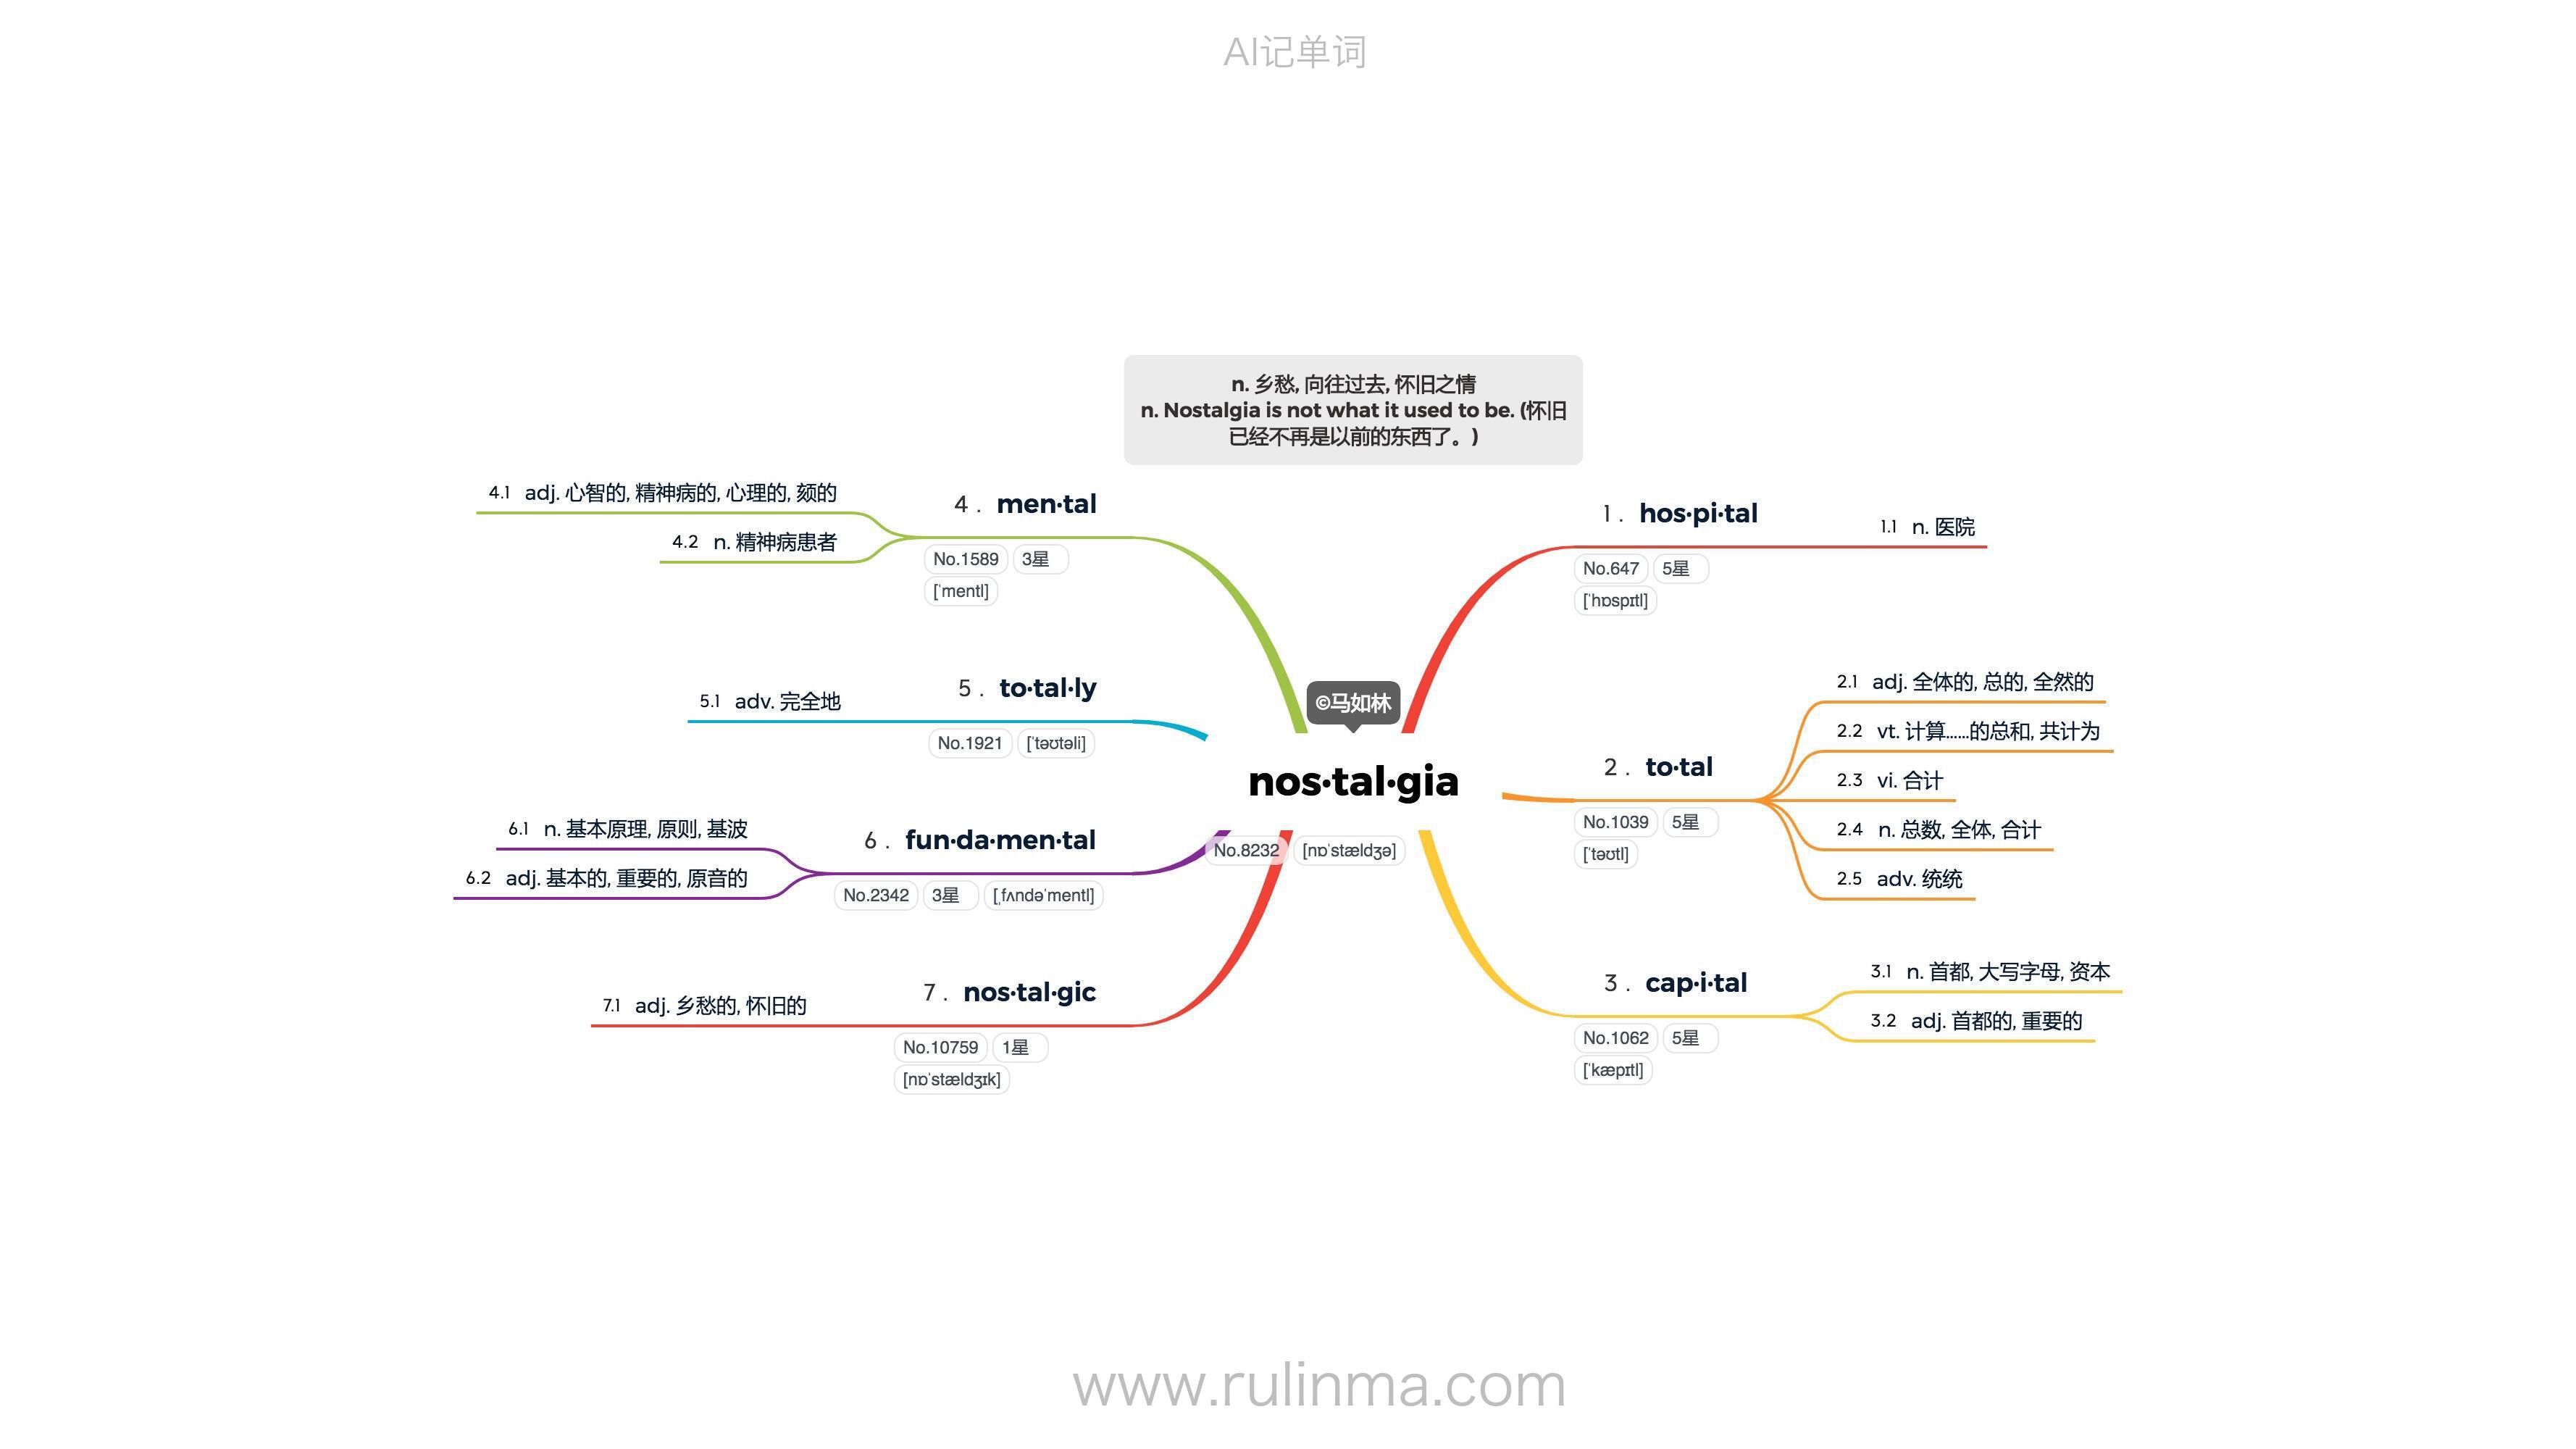 AI记单词
n. 乡愁, 向往过去, 怀旧之情
n. Nostalgia is not what it used to be. (怀旧
已经不再是以前的东西了。)
©马如林
nos·tal·gia
No.8232 [nɒˈstældʒə]
1 . hos·pi·tal
No.647 5星
[ˈhɒspɪtl]
1.1 n. 医院
2 . to·tal
No.1039 5星
[ˈtəʊtl]
2.1 adj. 全体的, 总的, 全然的
2.2 vt. 计算……的总和, 共计为
2.3 vi. 合计
2.4 n. 总数, 全体, 合计
2.5 adv. 统统
3 . cap·i·tal
No.1062 5星
[ˈkæpɪtl]
3.1 n. 首都, 大写字母, 资本
3.2 adj. 首都的, 重要的
4 . men·tal
No.1589 3星
[ˈmentl]
4.1 adj. 心智的, 精神病的, 心理的, 颏的
4.2 n. 精神病患者
5 . to·tal·ly
No.1921 [ˈtəʊtəli]
5.1 adv. 完全地
6 . fun·da·men·tal
No.2342 3星 [ˌfʌndəˈmentl]
6.1 n. 基本原理, 原则, 基波
6.2 adj. 基本的, 重要的, 原音的
7 . nos·tal·gic
No.10759 1星
[nɒˈstældʒɪk]
7.1 adj. 乡愁的, 怀旧的
www.rulinma.com